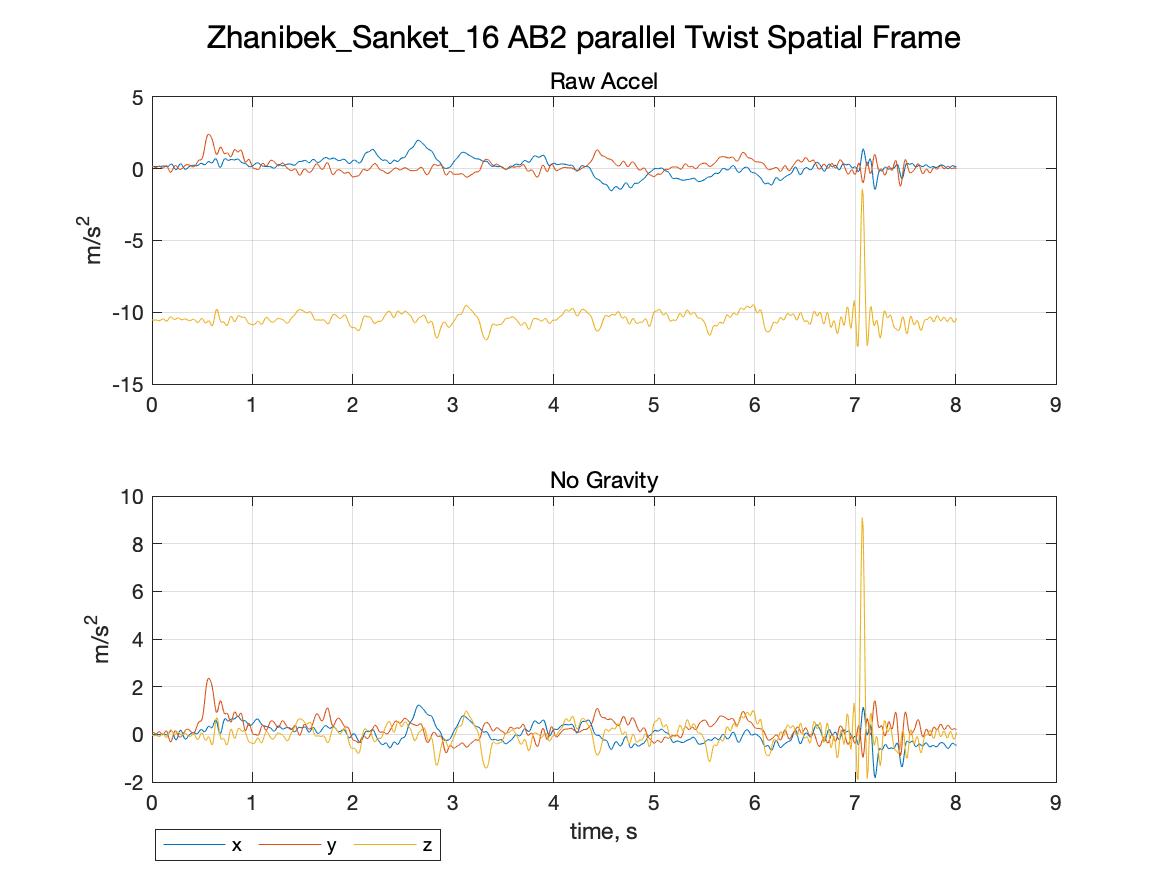 Zhanibek_Sanket_16 AB2 parallel Twist Spatial Frame
Raw Accel
5
0
-5
-10
-15
m/s²
0 1 2 3 4 5 6 7 8 9
No Gravity
10
8
6
4
2
0
-2
m/s²
0 1 2 3 4 5 6 7 8 9
time, s
x y z